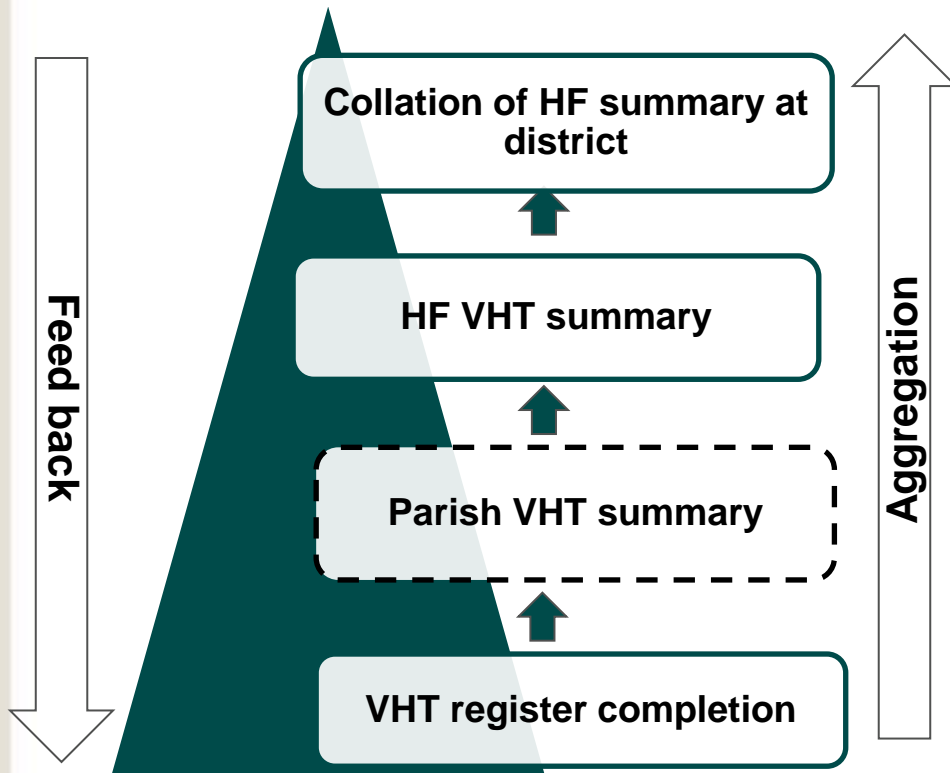 Collation of HF summary at
district
HF VHT summary
Parish VHT summary
VHT register completion
Feed back
Aggregation